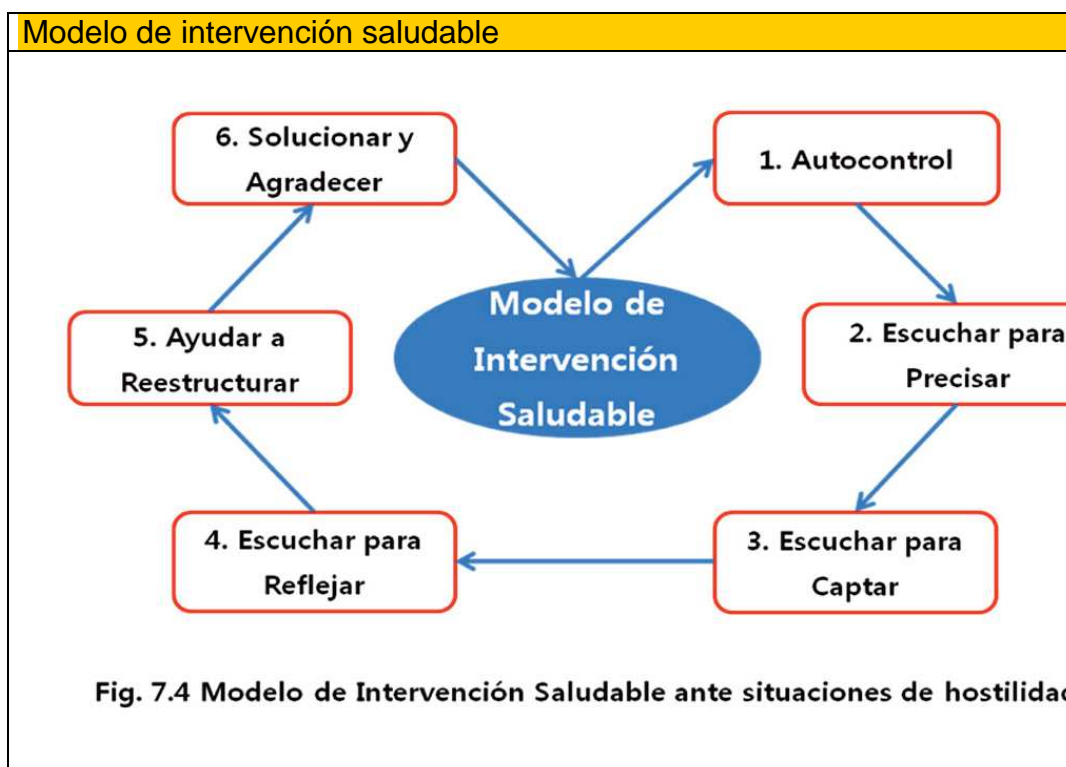 Modelo de intervención saludable
6. Solucionar y
Agradecer
1. Autocontrol
Modelo de
Intervención
Saludable
5. Ayudar a
Reestructurar
2. Escuchar para
Precisar
4. Escuchar para
Reflejar
3. Escuchar para
Captar
Fig. 7.4 Modelo de Intervención Saludable ante situaciones de hostilidad